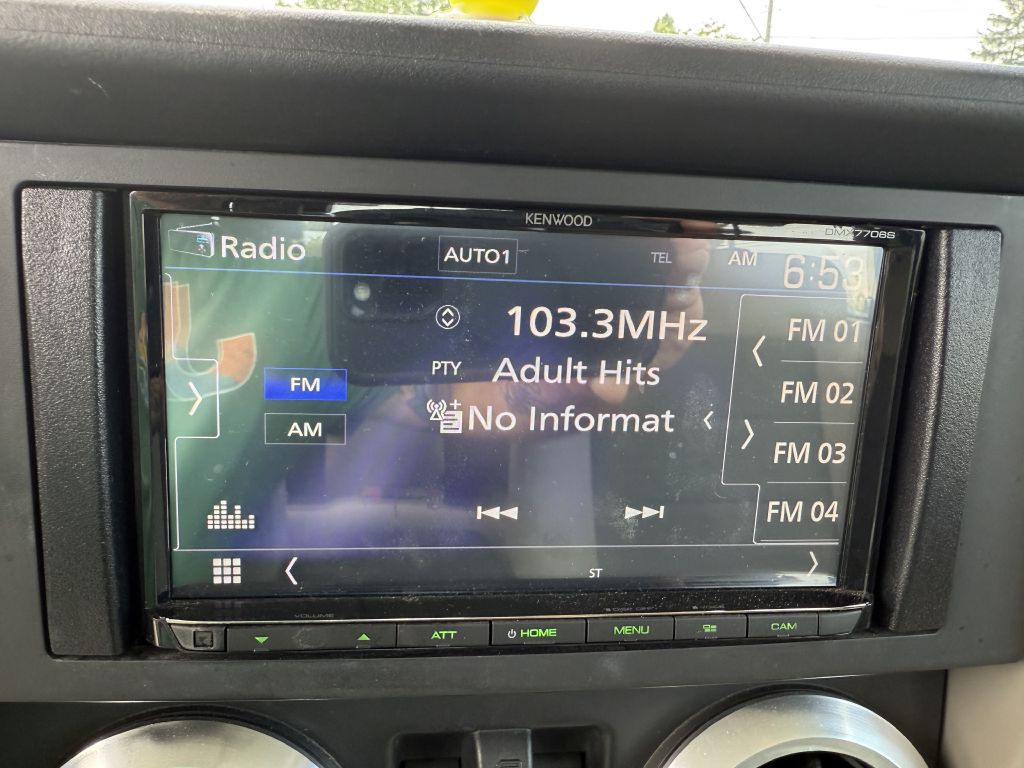 KENWOOD
DMX7706S
Radio
AUTO1
TEL
AM 6:53
103.3MHz
PTY Adult Hits
No Informat
FM
AM
FM 01
FM 02
FM 03
FM 04
ST
VOLUME
ATT
HOME
MENU
CAM